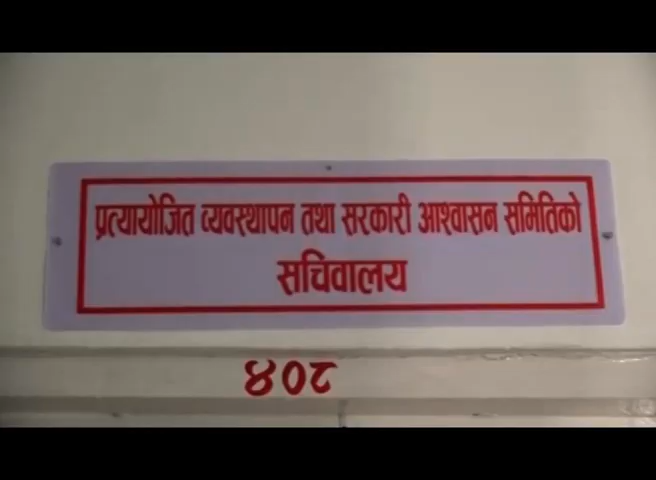 प्रत्यायोजित व्यवस्थापन तथा सरकारी आश्वासन समितिको
सचिवालय
४०८